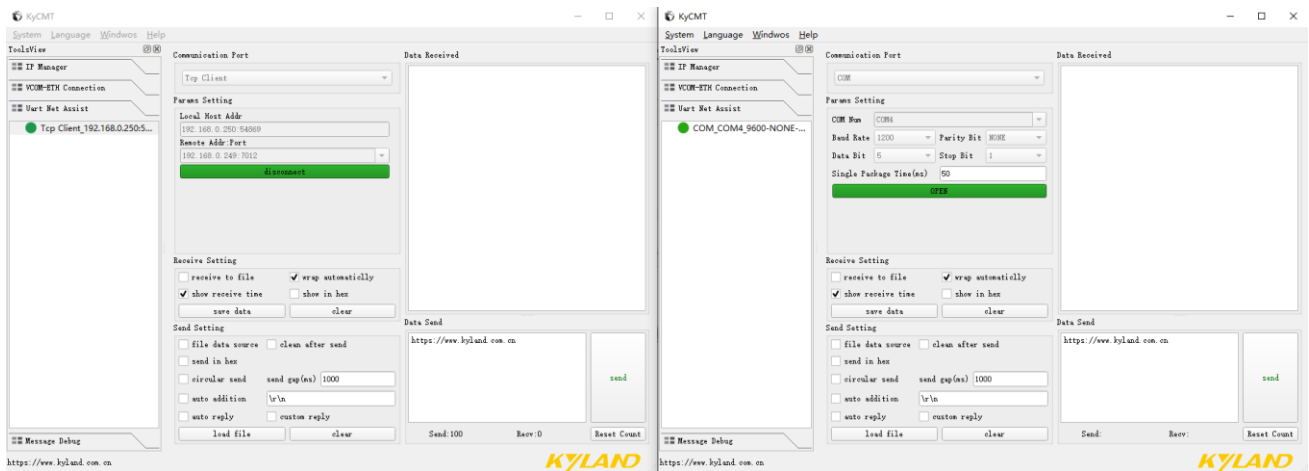 KyCMT
System Language Windwos Help
ToolsView
IP Manager
VCOM-ETH Connection
Uart Net Assist
Tcp Client_192.168.0.250:5...
Message Debug
Communication Port
Tcp Client
Params Setting
Local Host Addr
192.168.0.250:54869
Remote Addr:Port
192.168.0.249:7012
disconnect
Receive Setting
receive to file wrap automaticlly
show receive time show in hex
save data clear
Send Setting
file data source clean after send
send in hex
circular send send gap(ms) 1000
auto addition \r\n
auto reply custom reply
load file clear
Data Received
Data Send
https://www.kyland.com.cn
send
Send:100 Recv:0 Reset Count
https://www.kyland.com.cn
KYLAND
KyCMT
System Language Windwos Help
ToolsView
IP Manager
VCOM-ETH Connection
Uart Net Assist
COM_COM4_9600-NONE-...
Message Debug
Communication Port
COM
Params Setting
COM Num COM4
Baud Rate 1200 Parity Bit NONE
Data Bit 5 Stop Bit 1
Single Package Time(ms) 50
OPEN
Receive Setting
receive to file wrap automaticlly
show receive time show in hex
save data clear
Send Setting
file data source clean after send
send in hex
circular send send gap(ms) 1000
auto addition \r\n
auto reply custom reply
load file clear
Data Received
Data Send
https://www.kyland.com.cn
send
Send: Recv: Reset Count
https://www.kyland.com.cn
KYLAND